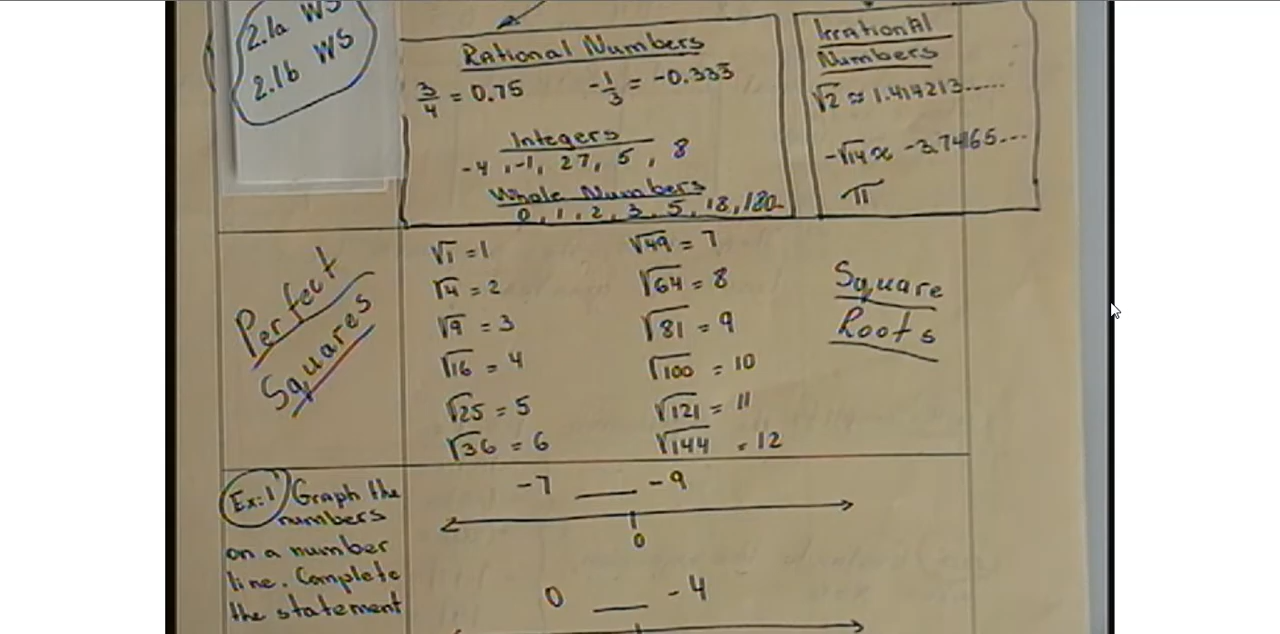 2.1a WS
2.1b WS
Rational Numbers
3/4 = 0.75 -1/3 = -0.333
Integers
-4, -1, 27, 5, 8
Whole Numbers
0, 1, 2, 3, 5, 18, 180
Irrational
Numbers
√2 ≈ 1.414213.....
-√14 ≈ -3.74165...
π
Perfect
Squares
√1 = 1 √49 = 7
√4 = 2 √64 = 8
√9 = 3 √81 = 9
√16 = 4 √100 = 10
√25 = 5 √121 = 11
√36 = 6 √144 = 12
Square
Roots
Ex:1 Graph the
numbers
on a number
line. Complete
the statement
-7 ___ -9
0
0 ___ -4